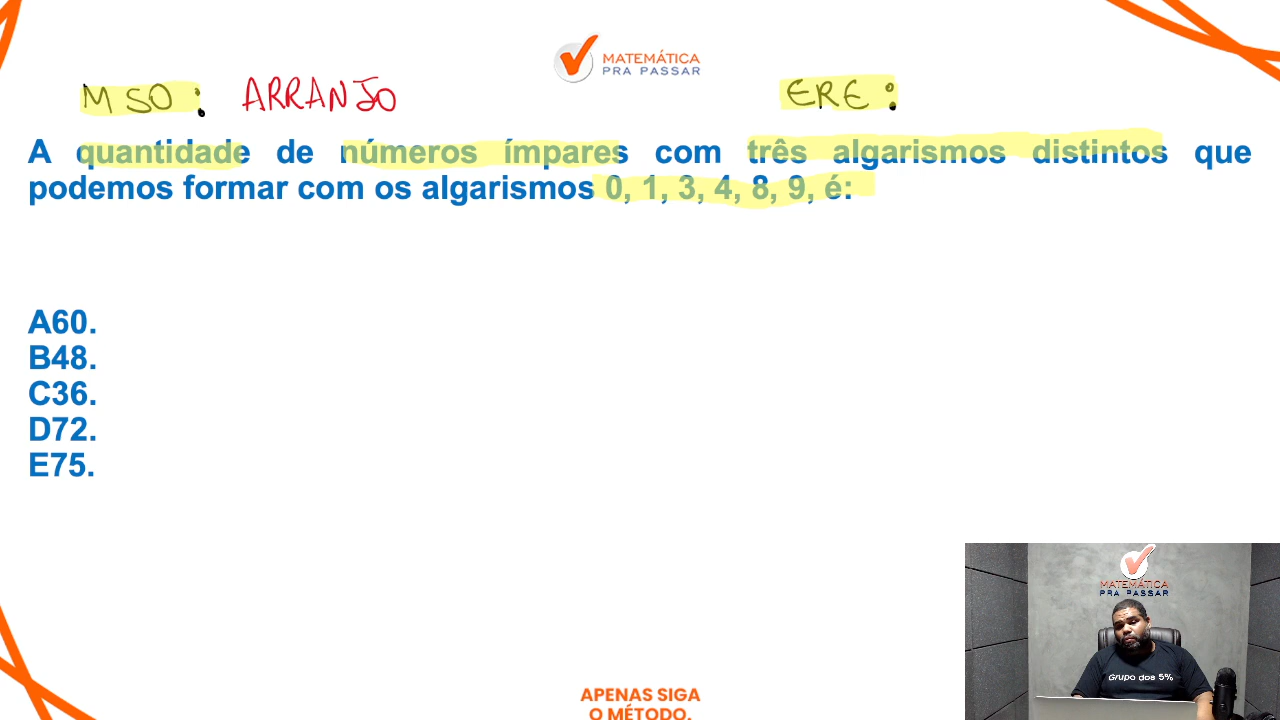 MATEMÁTICA
PRA PASSAR
MSO: ARRANJO
ERE:
A quantidade de números ímpares com três algarismos distintos que
podemos formar com os algarismos 0, 1, 3, 4, 8, 9, é:
A60.
B48.
C36.
D72.
E75.
MATEMÁTICA
PRA PASSAR
Grupo dos 5%
APENAS SIGA
O MÉTODO.